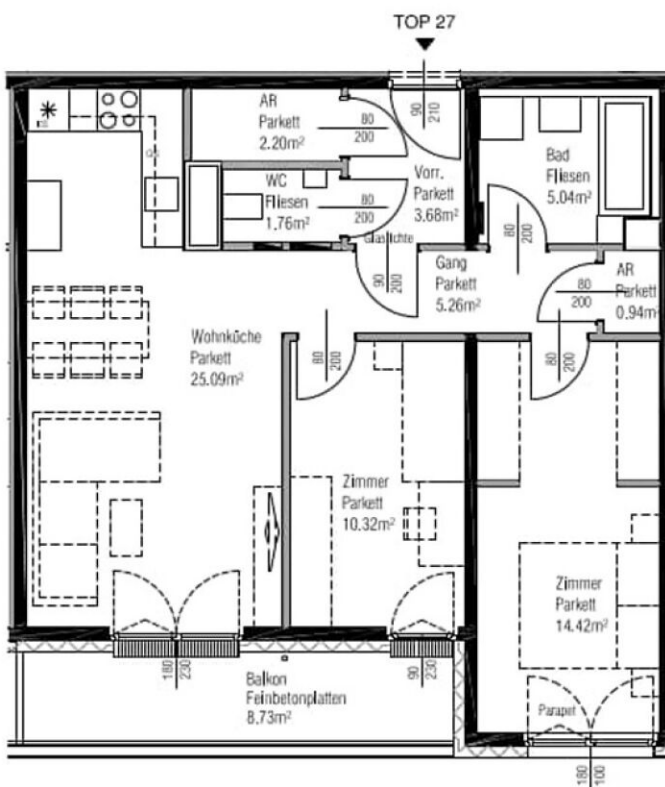 TOP 27
AR
Parkett
2.20m²
80
200
90
210
WC
Fliesen
1.76m²
80
200
Vorr.
Parkett
3.68m²
Bad
Fliesen
5.04m²
80
200
Glaslichte
90
200
Gang
Parkett
5.26m²
AR
Parkett
0.94m²
80
200
Wohnküche
Parkett
25.09m²
80
200
80
200
Zimmer
Parkett
10.32m²
Zimmer
Parkett
14.42m²
180
230
Balkon
Feinbetonplatten
8.73m²
90
230
Parapet
180
100